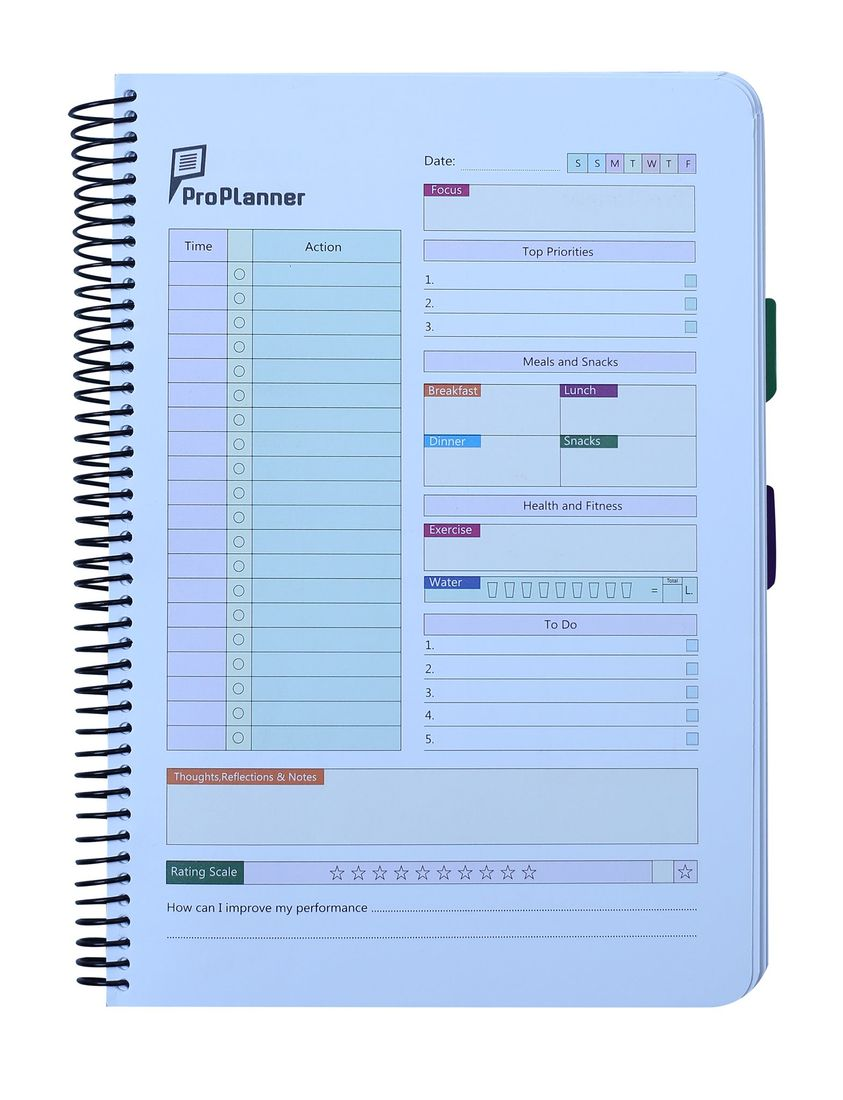 ProPlanner
Date:
S S M T W T F
Focus
Time Action
Top Priorities
1.
2.
3.
Meals and Snacks
Breakfast Lunch
Dinner Snacks
Health and Fitness
Exercise
Water = Total L.
To Do
1.
2.
3.
4.
5.
Thoughts,Reflections & Notes
Rating Scale
How can I improve my performance